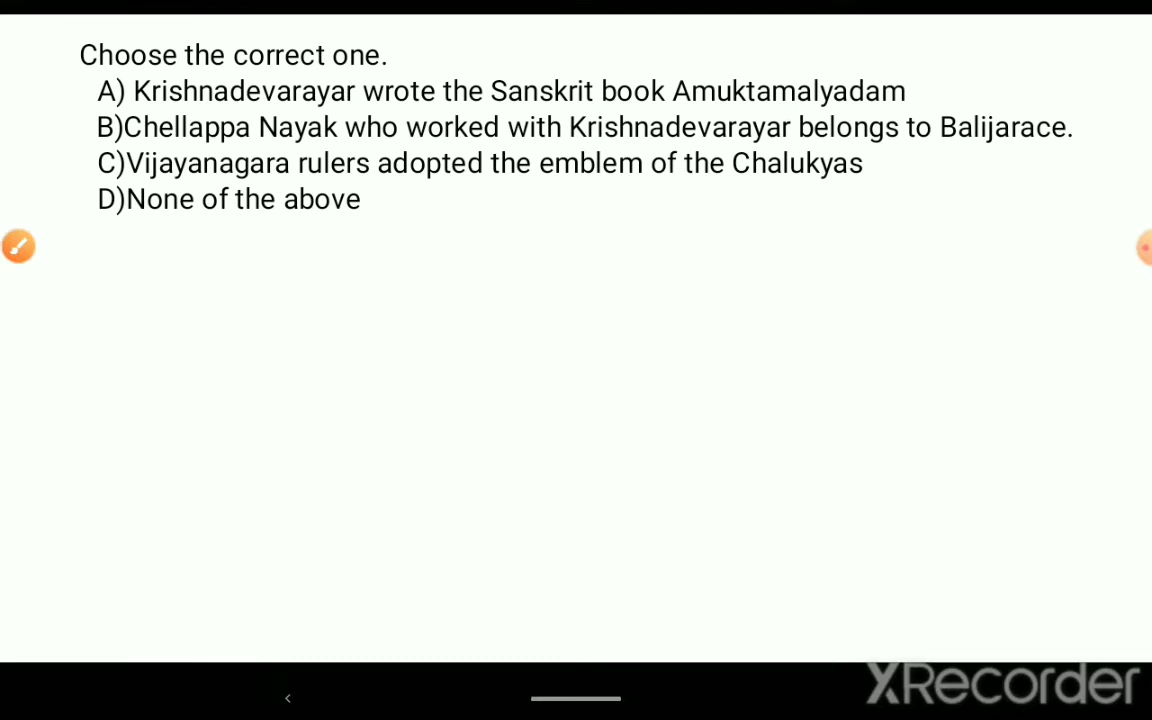 Choose the correct one.
A) Krishnadevarayar wrote the Sanskrit book Amuktamalyadam
B)Chellappa Nayak who worked with Krishnadevarayar belongs to Balijarace.
C)Vijayanagara rulers adopted the emblem of the Chalukyas
D)None of the above
XRecorder